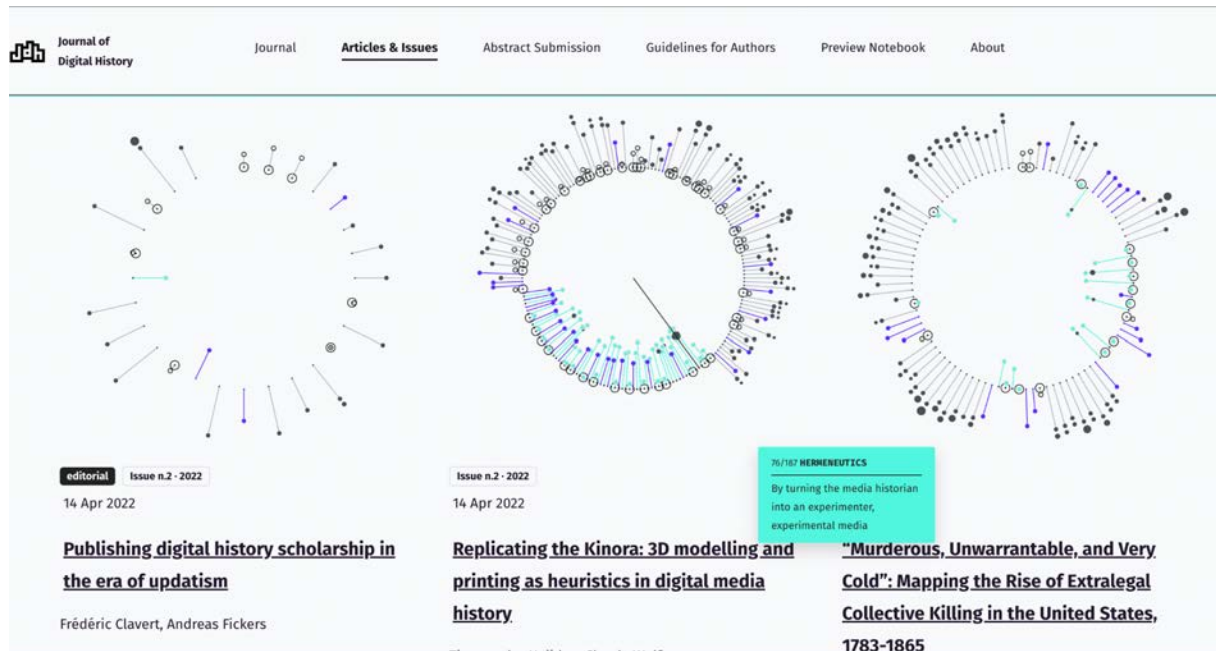 Journal of
Digital History
Journal Articles & Issues Abstract Submission Guidelines for Authors Preview Notebook About
editorial Issue n.2 · 2022
14 Apr 2022
Publishing digital history scholarship in
the era of updatism
Frédéric Clavert, Andreas Fickers
Issue n.2 · 2022
14 Apr 2022
Replicating the Kinora: 3D modelling and
printing as heuristics in digital media
history
76/187 HERMENEUTICS
By turning the media historian
into an experimenter,
experimental media
“Murderous, Unwarrantable, and Very
Cold”: Mapping the Rise of Extralegal
Collective Killing in the United States,
1783-1865